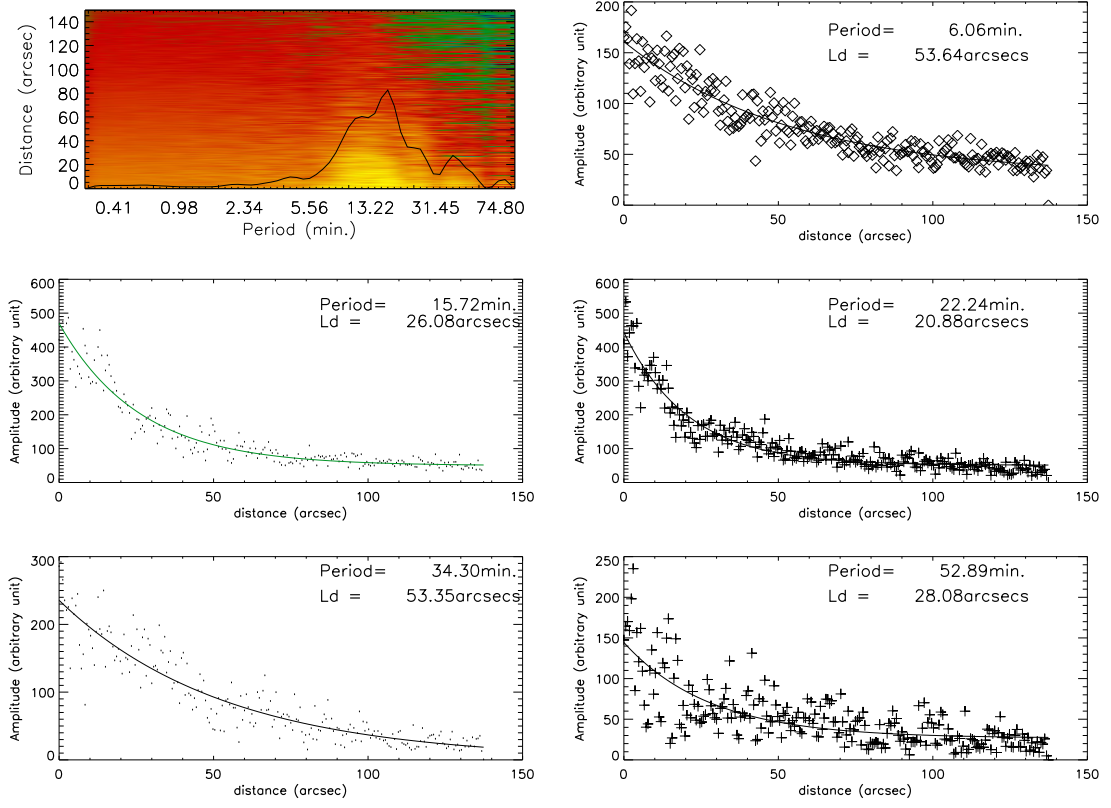 140
120
100
80
60
40
20
0
Distance (arcsec)
0.41 0.98 2.34 5.56 13.22 31.45 74.80
Period (min.)
200
150
100
50
0
Amplitude (arbitrary unit)
Period= 6.06min.
Ld = 53.64arcsecs
0 50 100 150
distance (arcsec)
600
500
400
300
200
100
0
Amplitude (arbitrary unit)
Period= 15.72min.
Ld = 26.08arcsecs
0 50 100 150
distance (arcsec)
600
500
400
300
200
100
0
Amplitude (arbitrary unit)
Period= 22.24min.
Ld = 20.88arcsecs
0 50 100 150
distance (arcsec)
300
200
100
0
Amplitude (arbitrary unit)
Period= 34.30min.
Ld = 53.35arcsecs
0 50 100 150
distance (arcsec)
250
200
150
100
50
0
Amplitude (arbitrary unit)
Period= 52.89min.
Ld = 28.08arcsecs
0 50 100 150
distance (arcsec)